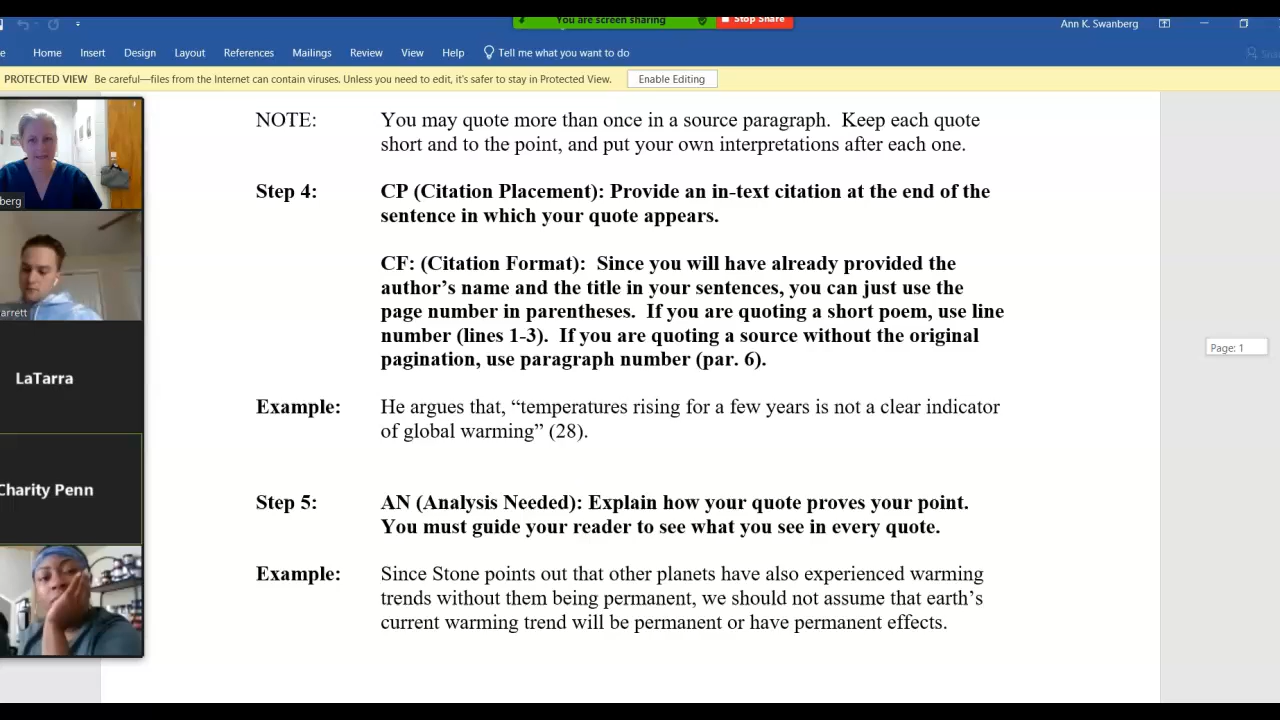 You are screen sharing
Stop Share
Ann K. Swanberg
e Home Insert Design Layout References Mailings Review View Help Tell me what you want to do
PROTECTED VIEW Be careful—files from the Internet can contain viruses. Unless you need to edit, it's safer to stay in Protected View. Enable Editing
NOTE: You may quote more than once in a source paragraph. Keep each quote
short and to the point, and put your own interpretations after each one.
berg
Step 4: CP (Citation Placement): Provide an in-text citation at the end of the
sentence in which your quote appears.
CF: (Citation Format): Since you will have already provided the
author's name and the title in your sentences, you can just use the
page number in parentheses. If you are quoting a short poem, use line
arrett
number (lines 1-3). If you are quoting a source without the original
Page: 1
pagination, use paragraph number (par. 6).
LaTarra
Example: He argues that, “temperatures rising for a few years is not a clear indicator
of global warming” (28).
Charity Penn
Step 5: AN (Analysis Needed): Explain how your quote proves your point.
You must guide your reader to see what you see in every quote.
Example: Since Stone points out that other planets have also experienced warming
trends without them being permanent, we should not assume that earth's
current warming trend will be permanent or have permanent effects.